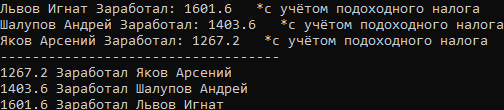 Львов Игнат Заработал: 1601.6 *с учётом подоходного налога
Шалупов Андрей Заработал: 1403.6 *с учётом подоходного налога
Яков Арсений Заработал: 1267.2 *с учётом подоходного налога
-----------------------------------
1267.2 Заработал Яков Арсений
1403.6 Заработал Шалупов Андрей
1601.6 Заработал Львов Игнат